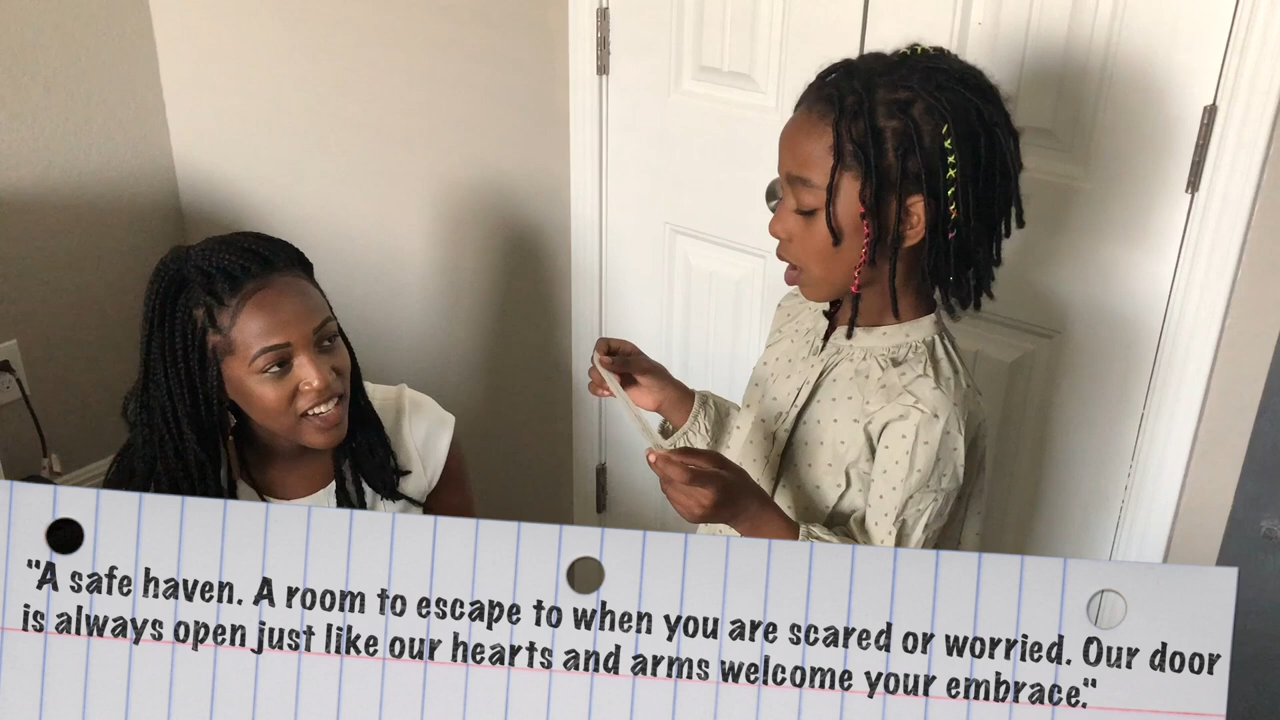 "A safe haven. A room to escape to when you are scared or worried. Our door
is always open just like our hearts and arms welcome your embrace."